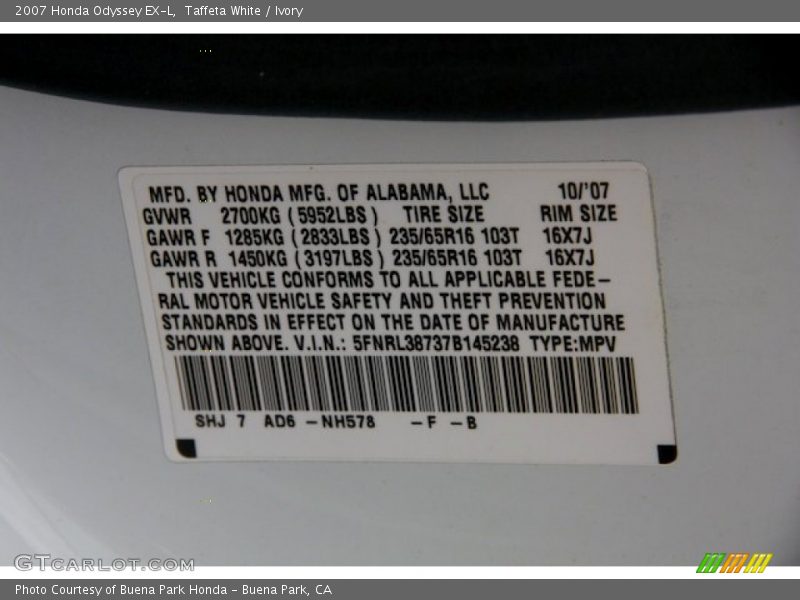 2007 Honda Odyssey EX-L, Taffeta White / Ivory
MFD. BY HONDA MFG. OF ALABAMA, LLC 10/'07
GVWR 2700KG ( 5952LBS ) TIRE SIZE RIM SIZE
GAWR F 1285KG ( 2833LBS ) 235/65R16 103T 16X7J
GAWR R 1450KG ( 3197LBS ) 235/65R16 103T 16X7J
THIS VEHICLE CONFORMS TO ALL APPLICABLE FEDE-
RAL MOTOR VEHICLE SAFETY AND THEFT PREVENTION
STANDARDS IN EFFECT ON THE DATE OF MANUFACTURE
SHOWN ABOVE. V.I.N.: 5FNRL38737B145238 TYPE:MPV
SHJ 7 AD6 -NH578 -F -B
GTCARLOT.COM
Photo Courtesy of Buena Park Honda - Buena Park, CA